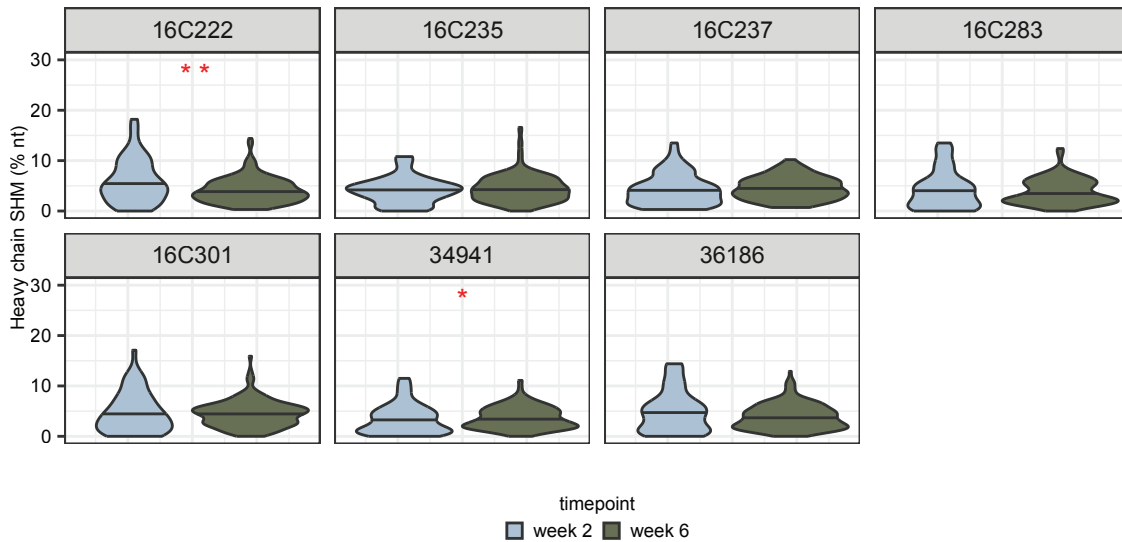 16C222 16C235 16C237 16C283
30
* *
20
10
0
Heavy chain SHM (% nt)
16C301 34941 36186
30
*
20
10
0
timepoint
week 2 week 6